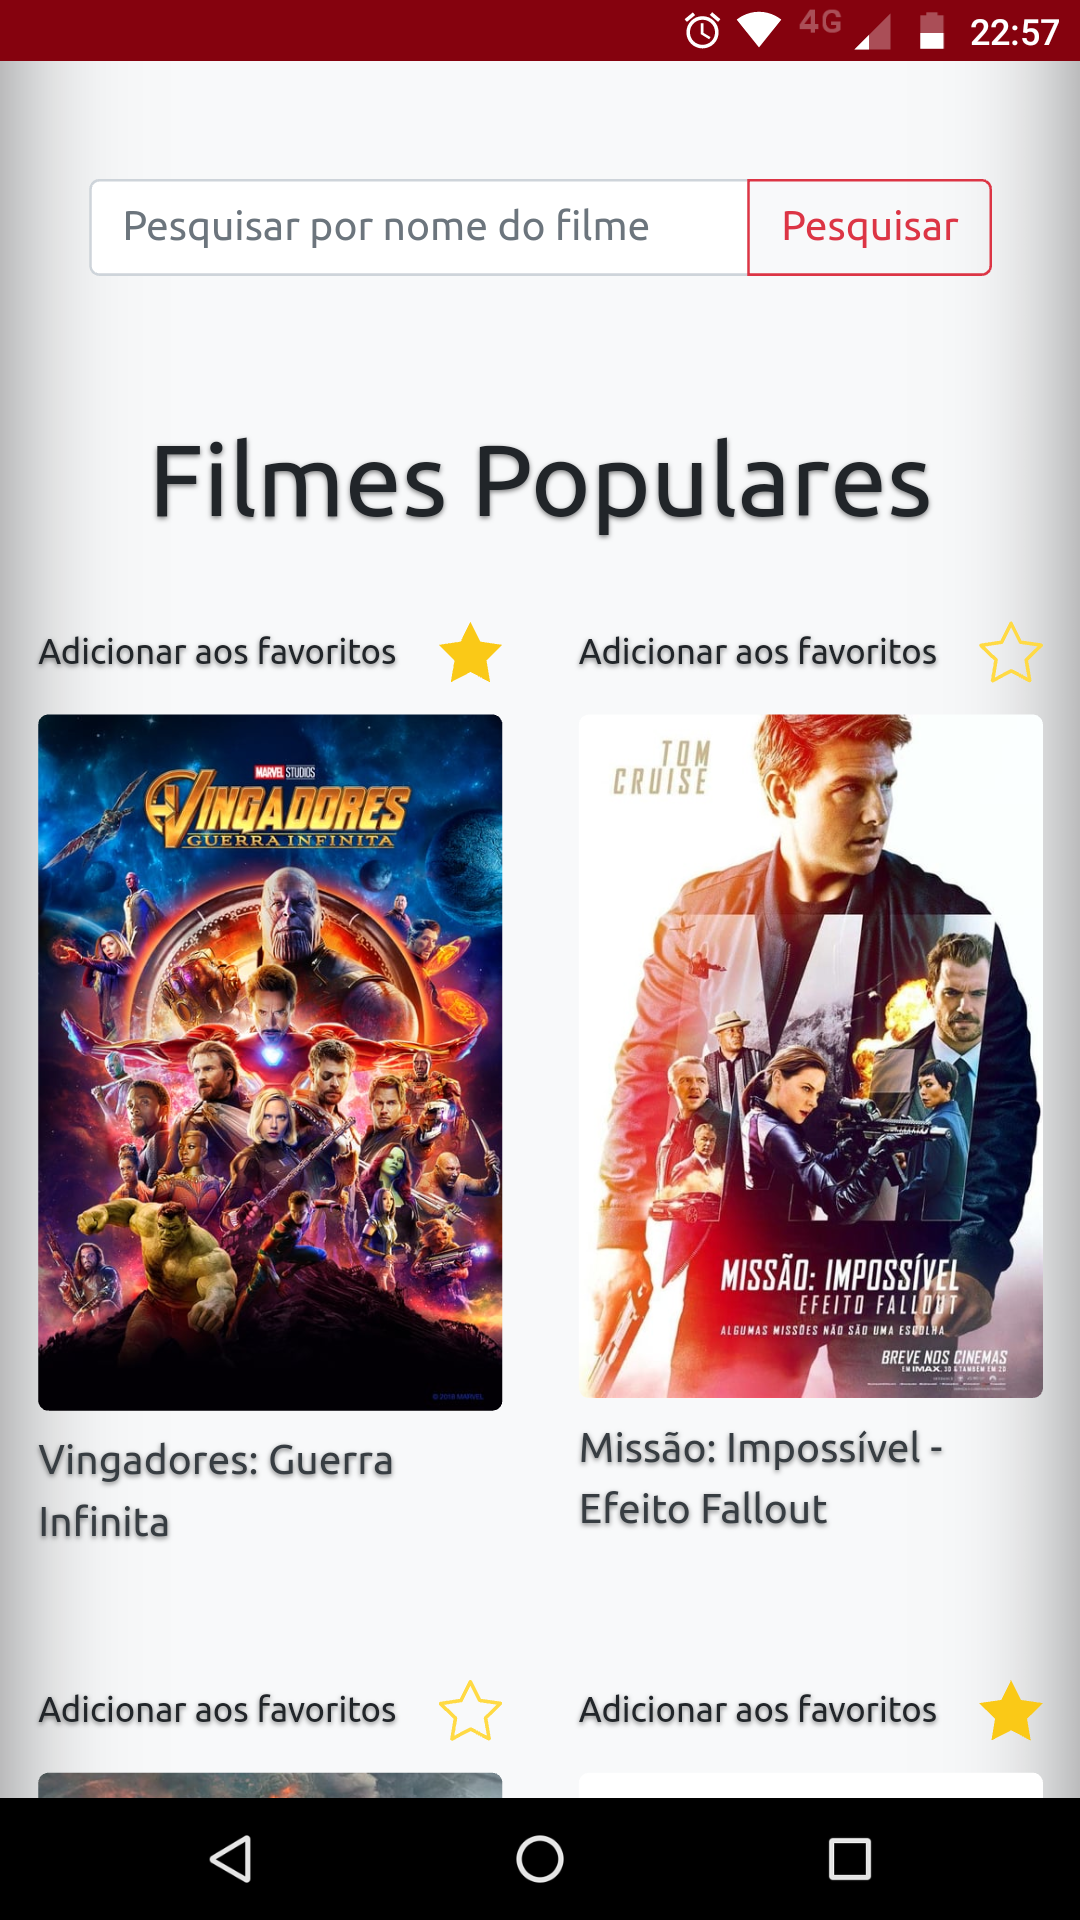 4G 22:57
Pesquisar por nome do filme Pesquisar
Filmes Populares
Adicionar aos favoritos Adicionar aos favoritos
MARVEL STUDIOS
VINGADORES
GUERRA INFINITA
© 2018 MARVEL
TOM
CRUISE
MISSÃO: IMPOSSÍVEL
EFEITO FALLOUT
ALGUMAS MISSÕES NÃO SÃO UMA ESCOLHA
BREVE NOS CINEMAS
EM IMAX, 3D & TAMBÉM EM 2D
Vingadores: Guerra
Infinita
Missão: Impossível -
Efeito Fallout
Adicionar aos favoritos Adicionar aos favoritos